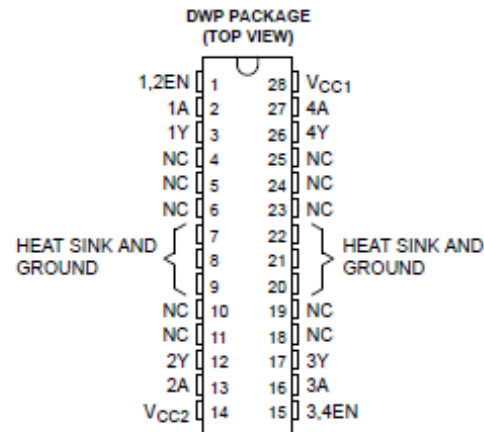 DWP PACKAGE
(TOP VIEW)
1,2EN 1 28 VCC1
1A 2 27 4A
1Y 3 26 4Y
NC 4 25 NC
NC 5 24 NC
NC 6 23 NC
7 22
HEAT SINK AND 8 21 HEAT SINK AND
GROUND GROUND
9 20
NC 10 19 NC
NC 11 18 NC
2Y 12 17 3Y
2A 13 16 3A
VCC2 14 15 3,4EN